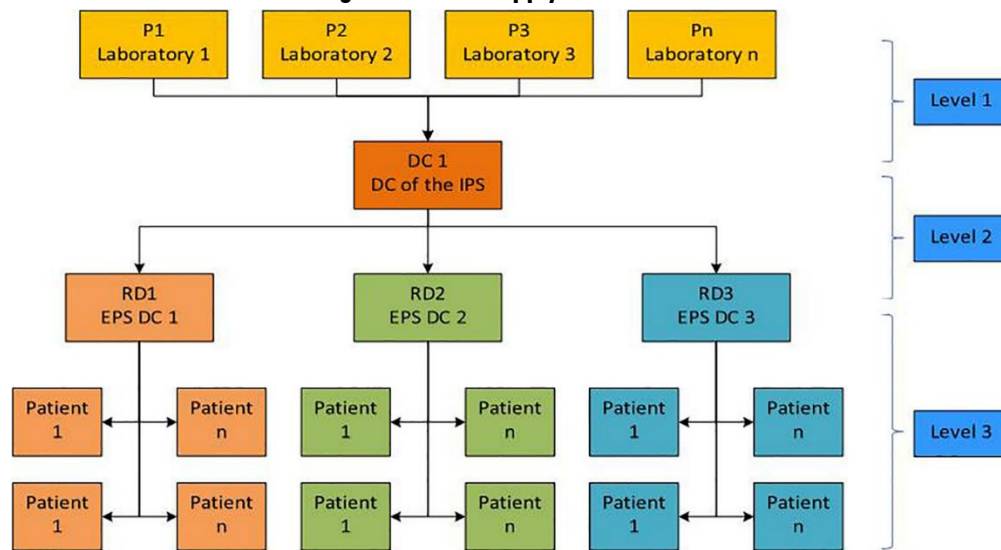 P1
Laboratory 1
P2
Laboratory 2
P3
Laboratory 3
Pn
Laboratory n
Level 1
DC 1
DC of the IPS
Level 2
RD1
EPS DC 1
RD2
EPS DC 2
RD3
EPS DC 3
Patient
1
Patient
n
Patient
1
Patient
n
Patient
1
Patient
n
Level 3
Patient
1
Patient
n
Patient
1
Patient
n
Patient
1
Patient
n